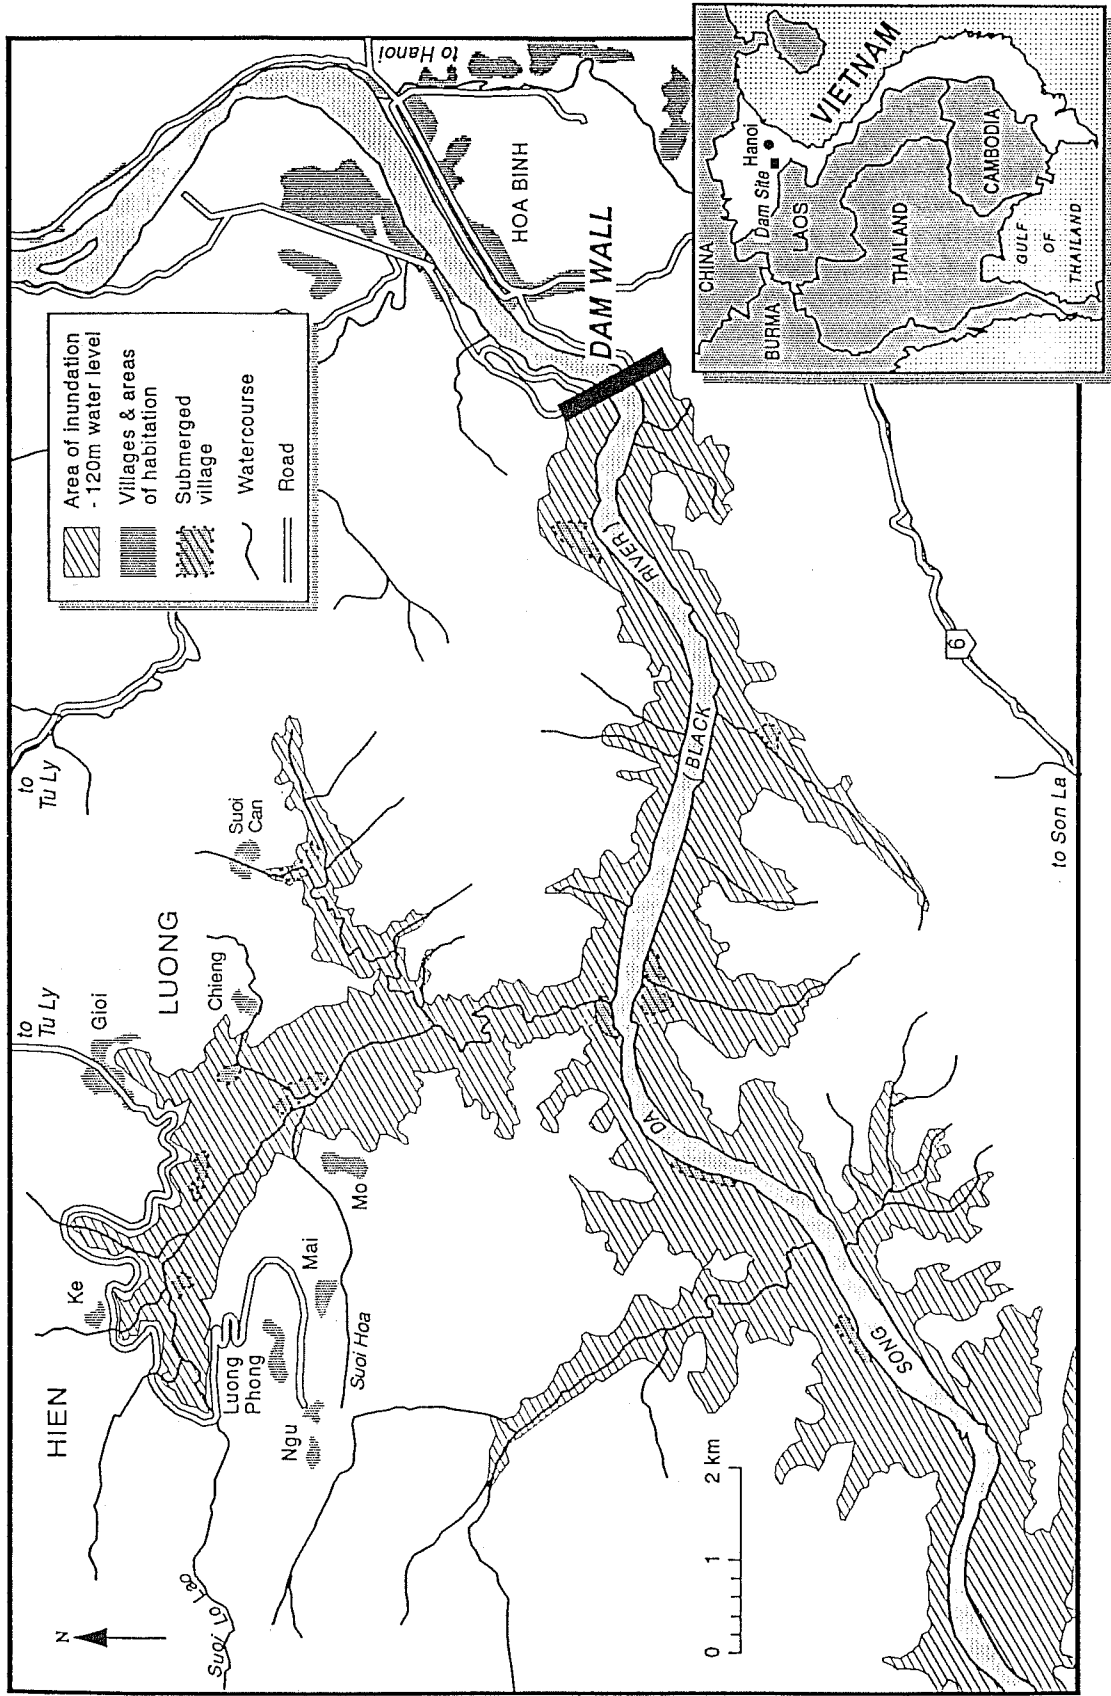 Area of inundation
- 120m water level
Villages & areas
of habitation
Submerged
village
Watercourse
Road
N
HIEN
LUONG
Ke
Gioi
to
Tu Ly
Chieng
Suoi
Can
to
Tu Ly
Luong
Phong
Mai
Mo
Ngu
Suoi Hoa
Suoi Lo Lao
SONG
DA
(BLACK
RIVER)
DAM WALL
HOA BINH
to Hanoi
6
to Son La
0
1
2 km
CHINA
BURMA
LAOS
Dam Site
Hanoi
VIETNAM
THAILAND
CAMBODIA
GULF
OF
THAILAND